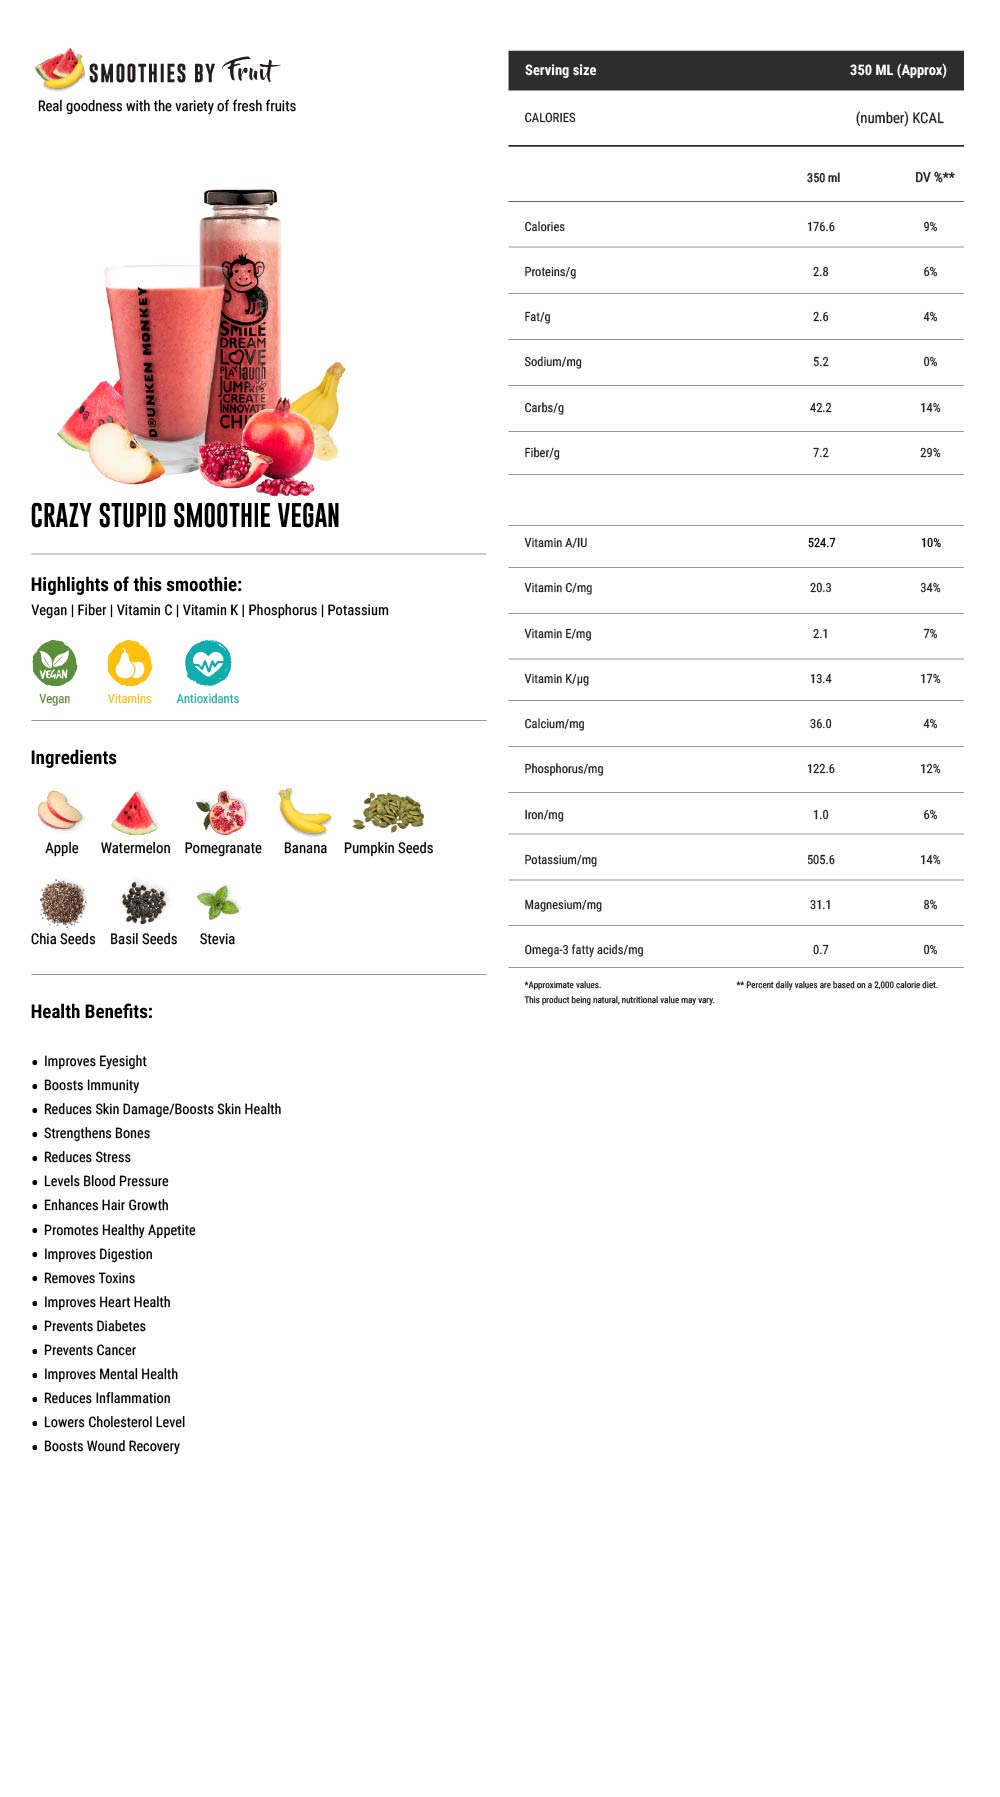 SMOOTHIES BY Fruit
Real goodness with the variety of fresh fruits
DRUNKEN MONKEY
SMILE
DREAM
LOVE
PLAY laugh
JUMP KISS
CREATE
INNOVATE
CRAZY STUPID SMOOTHIE VEGAN
Highlights of this smoothie:
Vegan | Fiber | Vitamin C | Vitamin K | Phosphorus | Potassium
VEGAN
Vegan Vitamins Antioxidants
Ingredients
Apple Watermelon Pomegranate Banana Pumpkin Seeds
Chia Seeds Basil Seeds Stevia
Health Benefits:
• Improves Eyesight
• Boosts Immunity
• Reduces Skin Damage/Boosts Skin Health
• Strengthens Bones
• Reduces Stress
• Levels Blood Pressure
• Enhances Hair Growth
• Promotes Healthy Appetite
• Improves Digestion
• Removes Toxins
• Improves Heart Health
• Prevents Diabetes
• Prevents Cancer
• Improves Mental Health
• Reduces Inflammation
• Lowers Cholesterol Level
• Boosts Wound Recovery
Serving size 350 ML (Approx)
CALORIES (number) KCAL
350 ml DV %**
Calories 176.6 9%
Proteins/g 2.8 6%
Fat/g 2.6 4%
Sodium/mg 5.2 0%
Carbs/g 42.2 14%
Fiber/g 7.2 29%
Vitamin A/IU 524.7 10%
Vitamin C/mg 20.3 34%
Vitamin E/mg 2.1 7%
Vitamin K/µg 13.4 17%
Calcium/mg 36.0 4%
Phosphorus/mg 122.6 12%
Iron/mg 1.0 6%
Potassium/mg 505.6 14%
Magnesium/mg 31.1 8%
Omega-3 fatty acids/mg 0.7 0%
*Approximate values. ** Percent daily values are based on a 2,000 calorie diet.
This product being natural, nutritional value may vary.